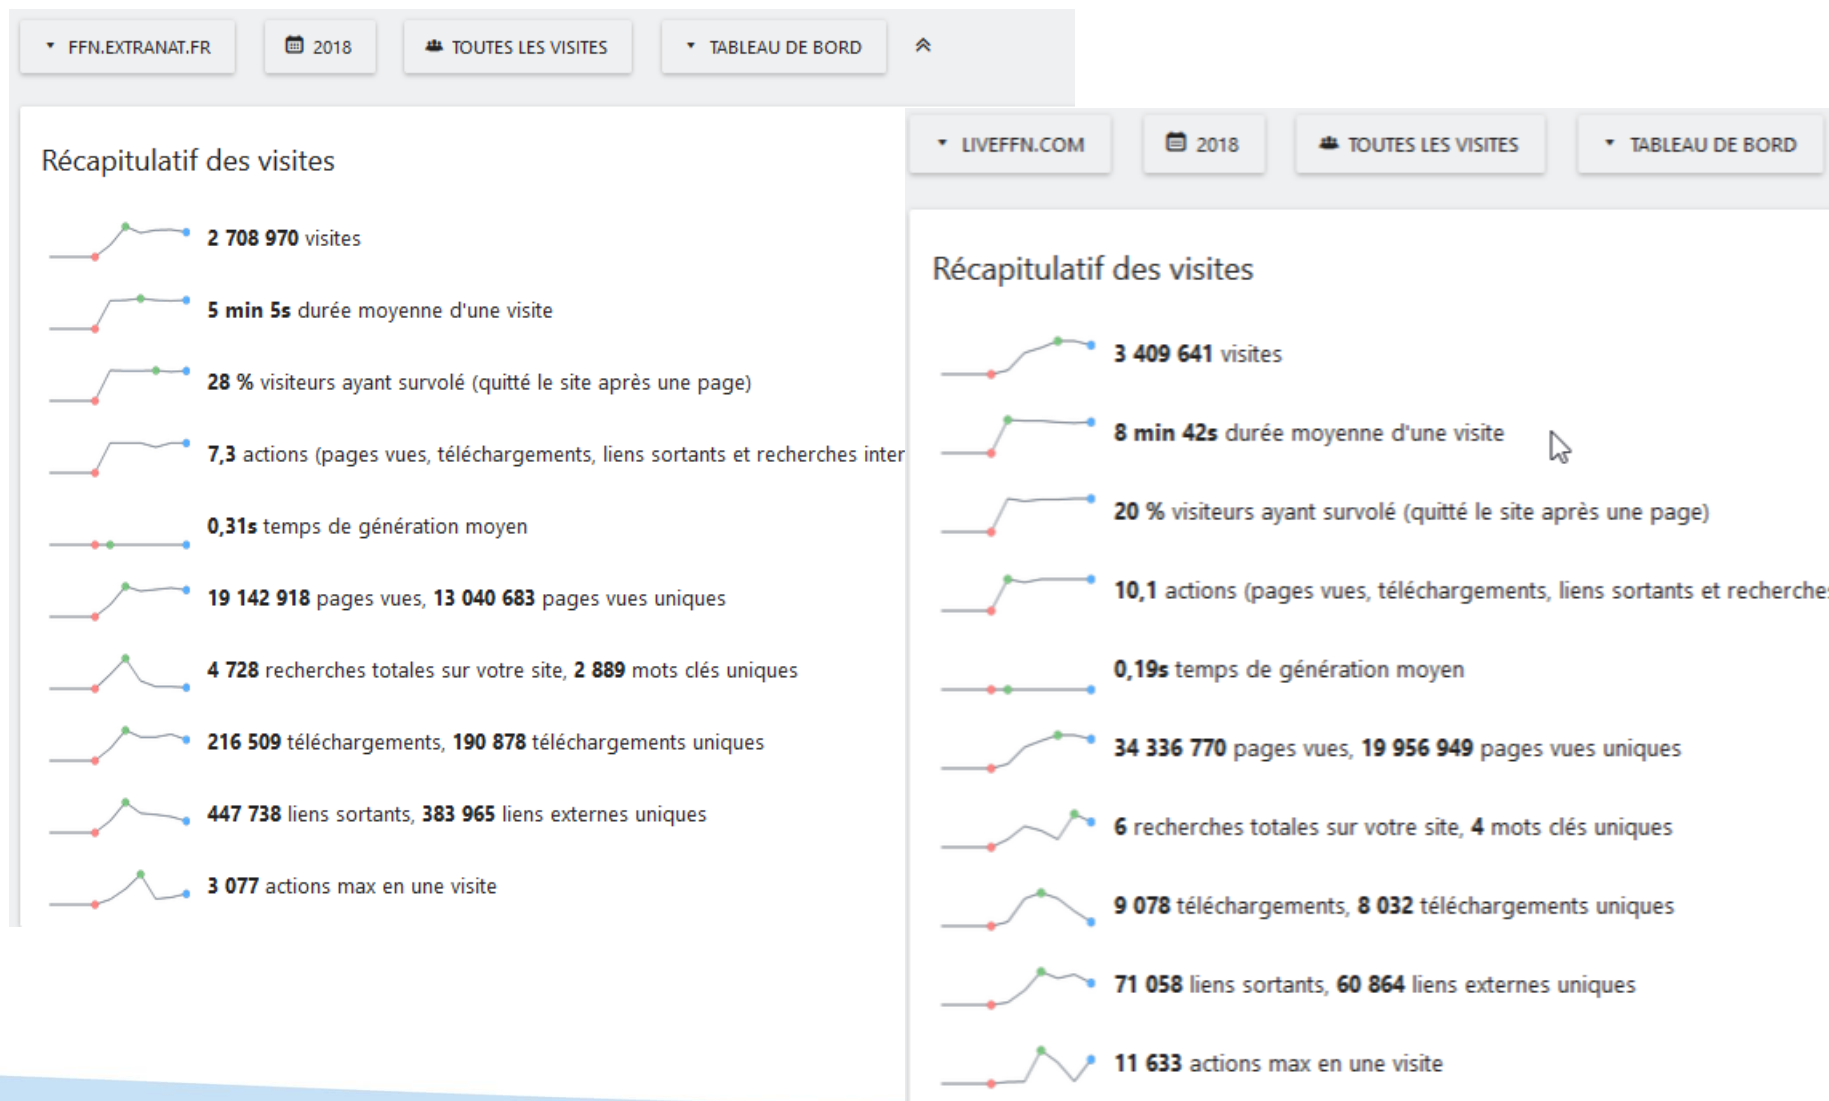 FFN.EXTRANAT.FR
2018
TOUTES LES VISITES
TABLEAU DE BORD
Récapitulatif des visites
2 708 970 visites
5 min 5s durée moyenne d'une visite
28 % visiteurs ayant survolé (quitté le site après une page)
7,3 actions (pages vues, téléchargements, liens sortants et recherches inter
0,31s temps de génération moyen
19 142 918 pages vues, 13 040 683 pages vues uniques
4 728 recherches totales sur votre site, 2 889 mots clés uniques
216 509 téléchargements, 190 878 téléchargements uniques
447 738 liens sortants, 383 965 liens externes uniques
3 077 actions max en une visite
LIVEFFN.COM
2018
TOUTES LES VISITES
TABLEAU DE BORD
Récapitulatif des visites
3 409 641 visites
8 min 42s durée moyenne d'une visite
20 % visiteurs ayant survolé (quitté le site après une page)
10,1 actions (pages vues, téléchargements, liens sortants et recherches
0,19s temps de génération moyen
34 336 770 pages vues, 19 956 949 pages vues uniques
6 recherches totales sur votre site, 4 mots clés uniques
9 078 téléchargements, 8 032 téléchargements uniques
71 058 liens sortants, 60 864 liens externes uniques
11 633 actions max en une visite